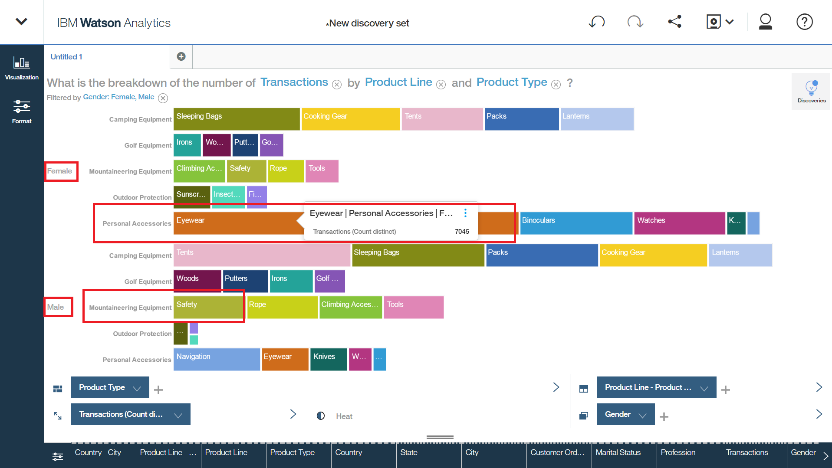 IBM Watson Analytics
*New discovery set
Untitled 1
Visualization
Format
What is the breakdown of the number of Transactions by Product Line and Product Type ?
Filtered by Gender: Female, Male
Discoveries
Camping Equipment Sleeping Bags Cooking Gear Tents Packs Lanterns
Golf Equipment Irons Wo... Putt... Go...
Female Mountaineering Equipment Climbing Ac... Safety Rope Tools
Outdoor Protection Sunscr... Insect... Fi...
Personal Accessories Eyewear Binoculars Watches K...
Eyewear | Personal Accessories | F...
Transactions (Count distinct) 7045
Camping Equipment Tents Sleeping Bags Packs Cooking Gear Lanterns
Golf Equipment Woods Putters Irons Golf ...
Male Mountaineering Equipment Safety Rope Climbing Acces... Tools
Outdoor Protection ...
Personal Accessories Navigation Eyewear Knives W... ...
Product Type Product Line - Product ...
Transactions (Count di... Heat Gender
Country City Product Line ... Product Line Product Type Country State City Customer Ord... Marital Status Profession Transactions Gender